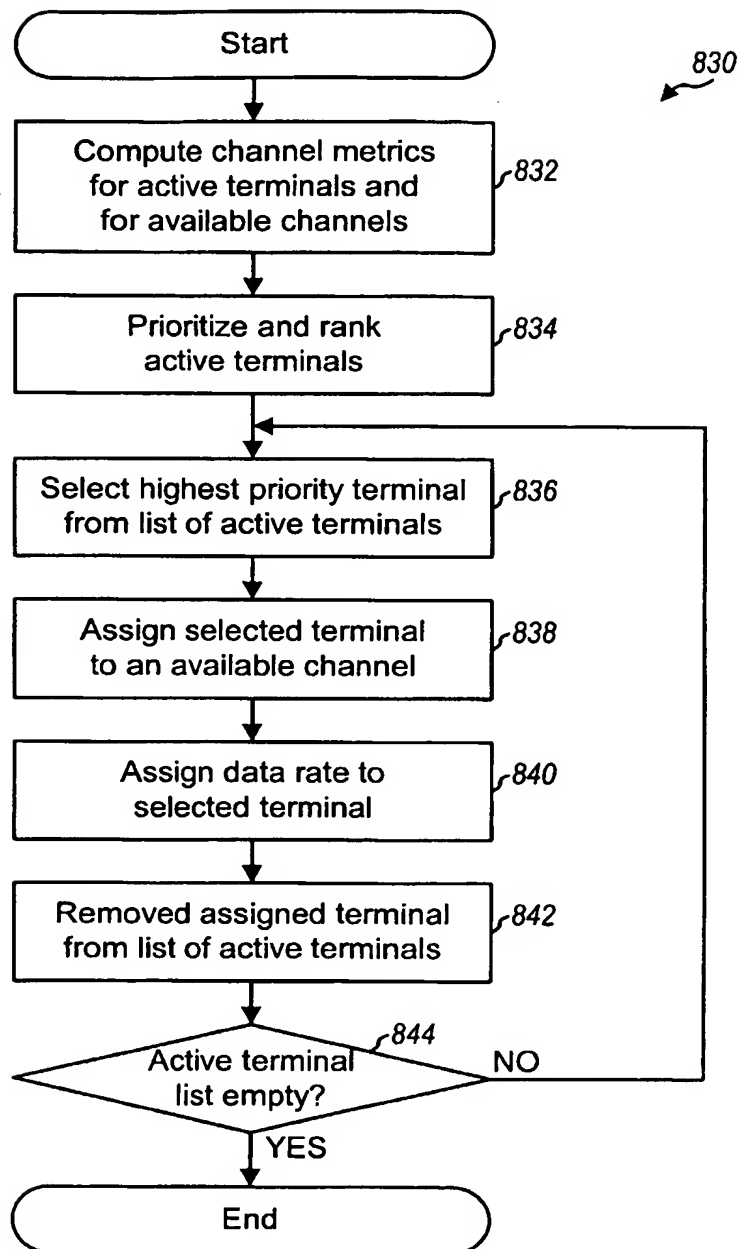 Start
830
Compute channel metrics
for active terminals and
for available channels
832
Prioritize and rank
active terminals
834
Select highest priority terminal
from list of active terminals
836
Assign selected terminal
to an available channel
838
Assign data rate to
selected terminal
840
Removed assigned terminal
from list of active terminals
842
844
Active terminal
list empty?
NO
YES
End